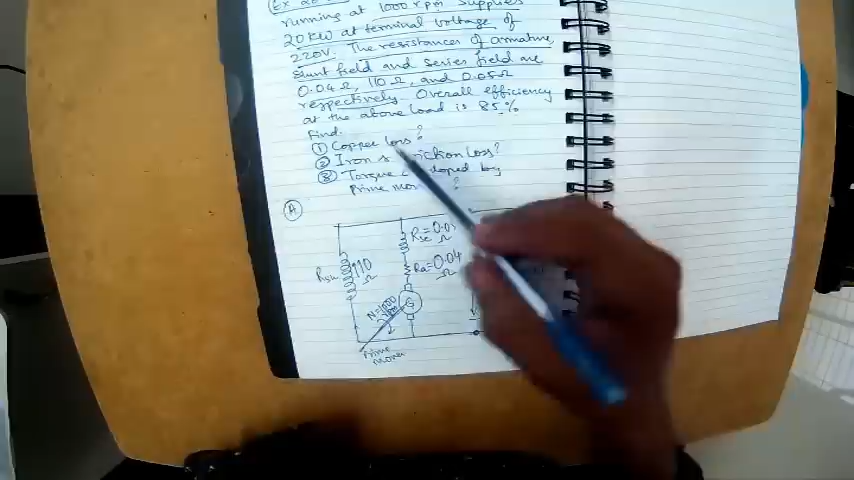 running at 1000 rpm supplies
20 KW at terminal voltage of
220V. The resistances of armature
shunt field and series field are
0.04 Ω, 110 Ω, and 0.05Ω
respectively. Overall efficiency
at the above load is 85%
Find.
① Copper loss?
② Iron & friction Loss?
③ Torque developed by
Prime mover ?
Ⓐ
Rse=0.05 Ω
Rsh 110 Ω
Ra=0.04 Ω
G
N=1000
Prime
mover